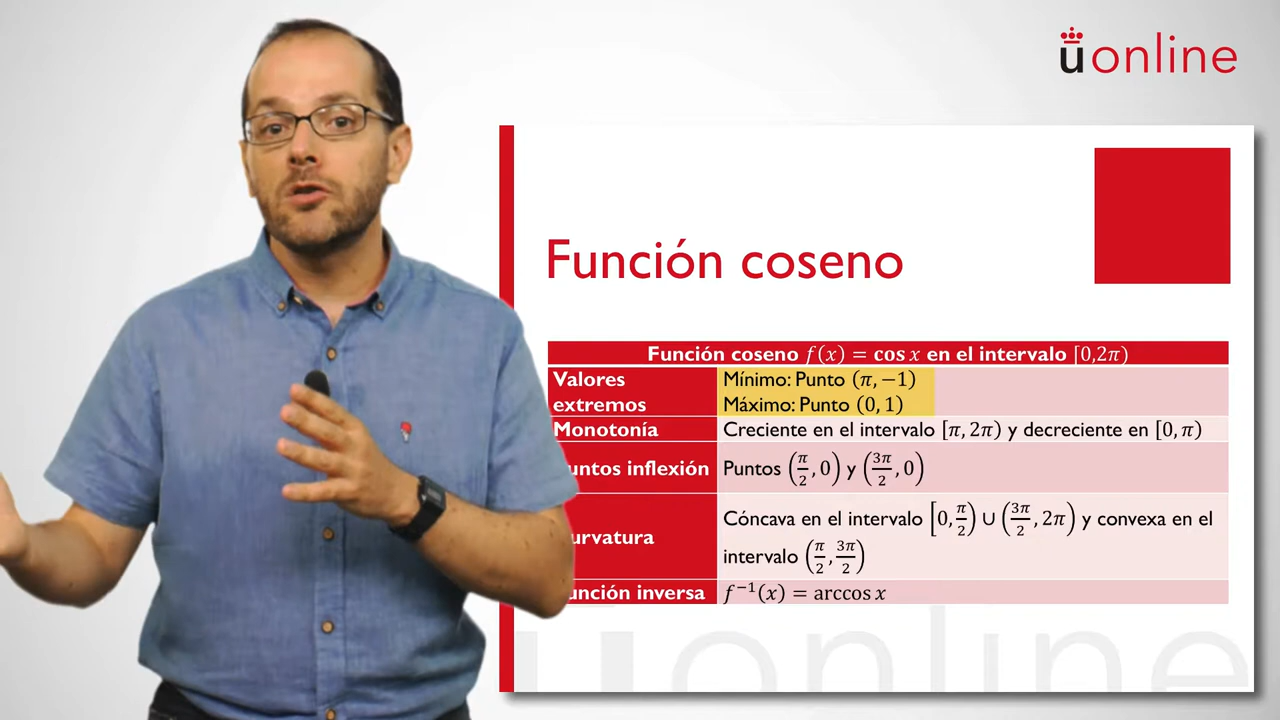 uonline
Función coseno
Función coseno f(x) = cos x en el intervalo [0,2π)
Valores extremos
Mínimo: Punto (π, −1)
Máximo: Punto (0, 1)
Monotonía
Creciente en el intervalo [π, 2π) y decreciente en [0, π)
untos inflexión
Puntos (π/2, 0) y (3π/2, 0)
urvatura
Cóncava en el intervalo [0, π/2) ∪ (3π/2, 2π) y convexa en el
intervalo (π/2, 3π/2)
unción inversa
f⁻¹(x) = arccos x
uonline